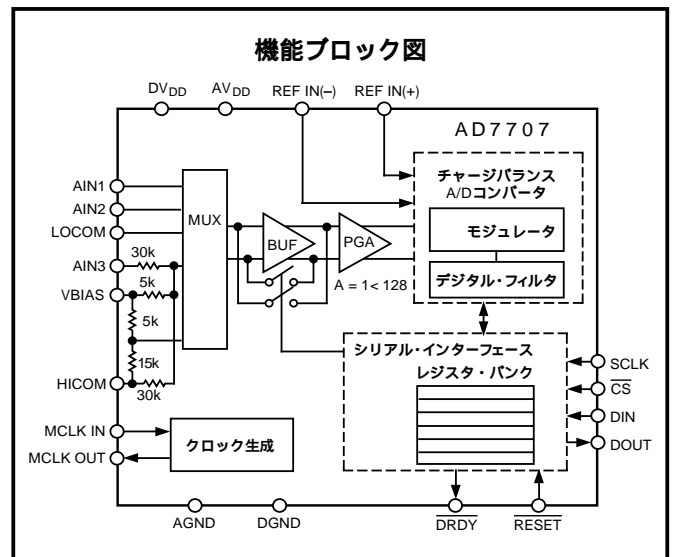 機能ブロック図
DVDD
AVDD
REF IN(–)
REF IN(+)
AD7707
チャージバランス
A/Dコンバータ
モジュレータ
デジタル・フィルタ
AIN1
AIN2
LOCOM
AIN3
30k
VBIAS
5k
5k
15k
HICOM
30k
MUX
BUF
PGA
A = 1< 128
シリアル・インターフェース
レジスタ・バンク
SCLK
CS
DIN
DOUT
MCLK IN
MCLK OUT
クロック生成
AGND
DGND
DRDY
RESET